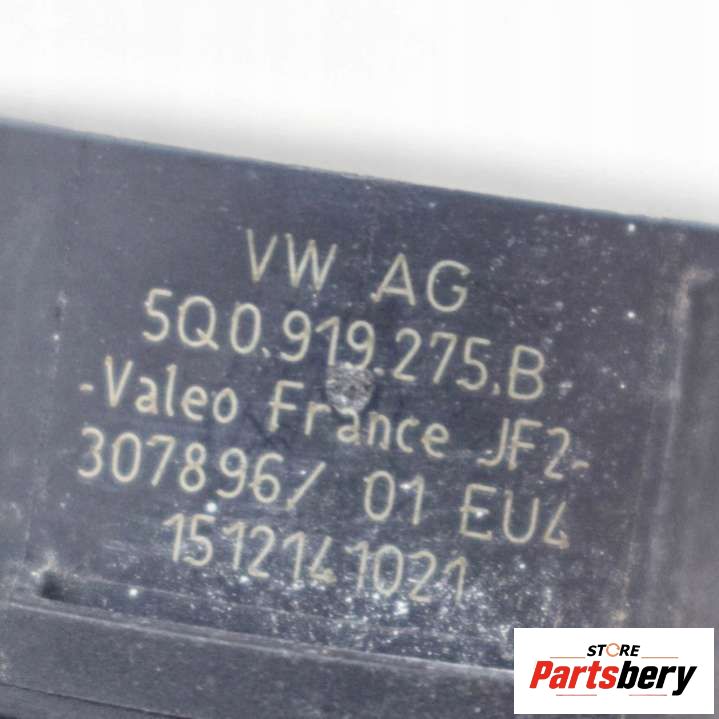 VW AG
5Q0.919.275.B
-Valeo France JF2-
307896/ 01 EU4
1512141021
STORE
Partsbery